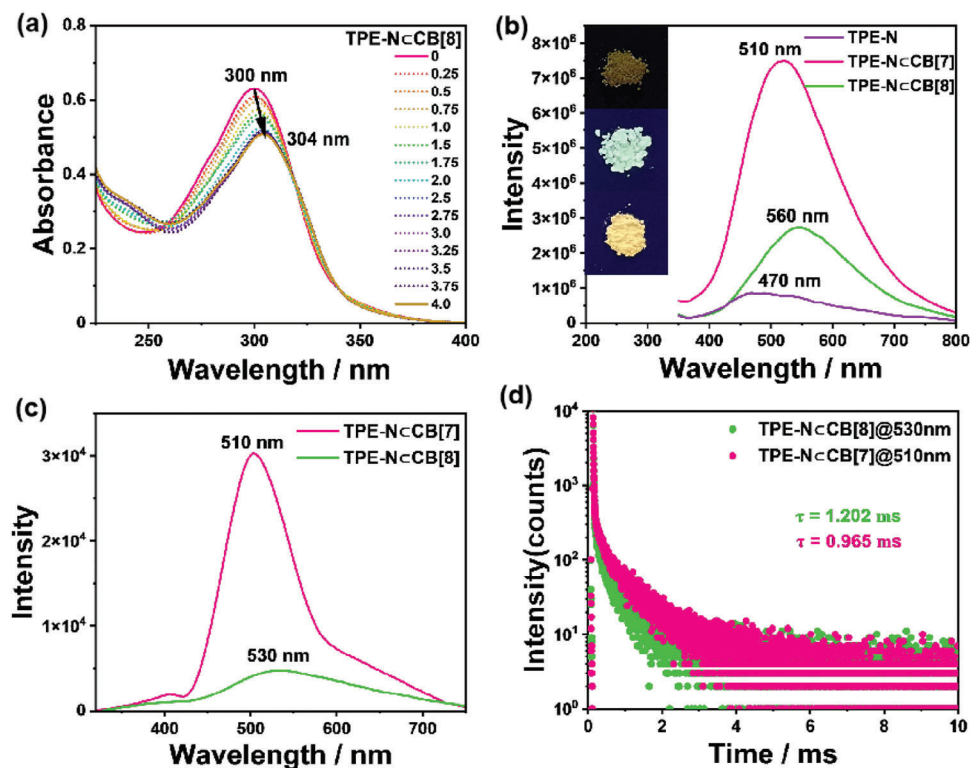 (a)
TPE-N⊂CB[8]
0
0.25
0.5
0.75
1.0
1.5
1.75
2.0
2.5
2.75
3.0
3.25
3.5
3.75
4.0
300 nm
304 nm
0.8
0.6
0.4
0.2
0.0
Absorbance
250 300 350 400
Wavelength / nm
(b)
TPE-N
TPE-N⊂CB[7]
TPE-N⊂CB[8]
510 nm
560 nm
470 nm
8×10⁶
7×10⁶
6×10⁶
5×10⁶
4×10⁶
3×10⁶
2×10⁶
1×10⁶
0
Intensity
200 300 400 500 600 700 800
Wavelength / nm
(c)
TPE-N⊂CB[7]
TPE-N⊂CB[8]
510 nm
530 nm
3×10⁴
2×10⁴
1×10⁴
0
Intensity
400 500 600 700
Wavelength / nm
(d)
TPE-N⊂CB[8]@530nm
TPE-N⊂CB[7]@510nm
τ = 1.202 ms
τ = 0.965 ms
10⁴
10³
10²
10¹
10⁰
Intensity(counts)
0 2 4 6 8 10
Time / ms